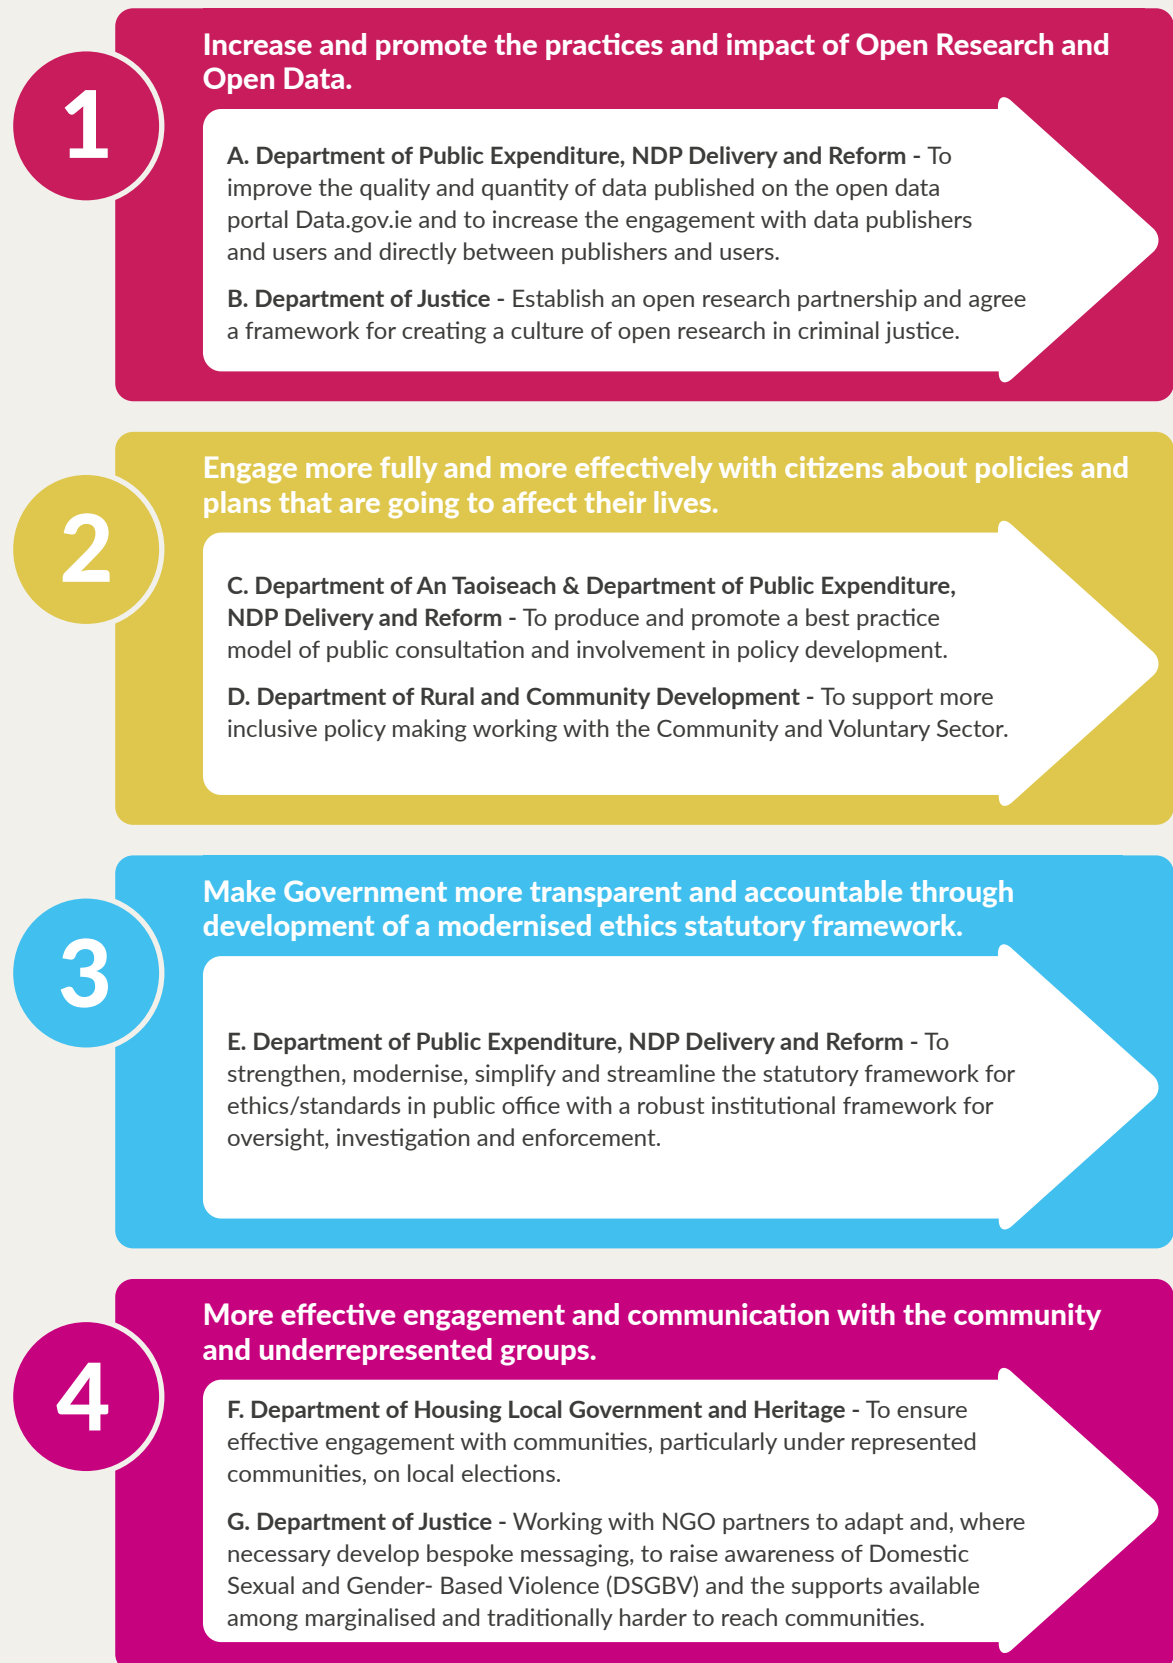 1
Increase and promote the practices and impact of Open Research and
Open Data.
A. Department of Public Expenditure, NDP Delivery and Reform - To
improve the quality and quantity of data published on the open data
portal Data.gov.ie and to increase the engagement with data publishers
and users and directly between publishers and users.
B. Department of Justice - Establish an open research partnership and agree
a framework for creating a culture of open research in criminal justice.
2
Engage more fully and more effectively with citizens about policies and
plans that are going to affect their lives.
C. Department of An Taoiseach & Department of Public Expenditure,
NDP Delivery and Reform - To produce and promote a best practice
model of public consultation and involvement in policy development.
D. Department of Rural and Community Development - To support more
inclusive policy making working with the Community and Voluntary Sector.
3
Make Government more transparent and accountable through
development of a modernised ethics statutory framework.
E. Department of Public Expenditure, NDP Delivery and Reform - To
strengthen, modernise, simplify and streamline the statutory framework for
ethics/standards in public office with a robust institutional framework for
oversight, investigation and enforcement.
4
More effective engagement and communication with the community
and underrepresented groups.
F. Department of Housing Local Government and Heritage - To ensure
effective engagement with communities, particularly under represented
communities, on local elections.
G. Department of Justice - Working with NGO partners to adapt and, where
necessary develop bespoke messaging, to raise awareness of Domestic
Sexual and Gender- Based Violence (DSGBV) and the supports available
among marginalised and traditionally harder to reach communities.